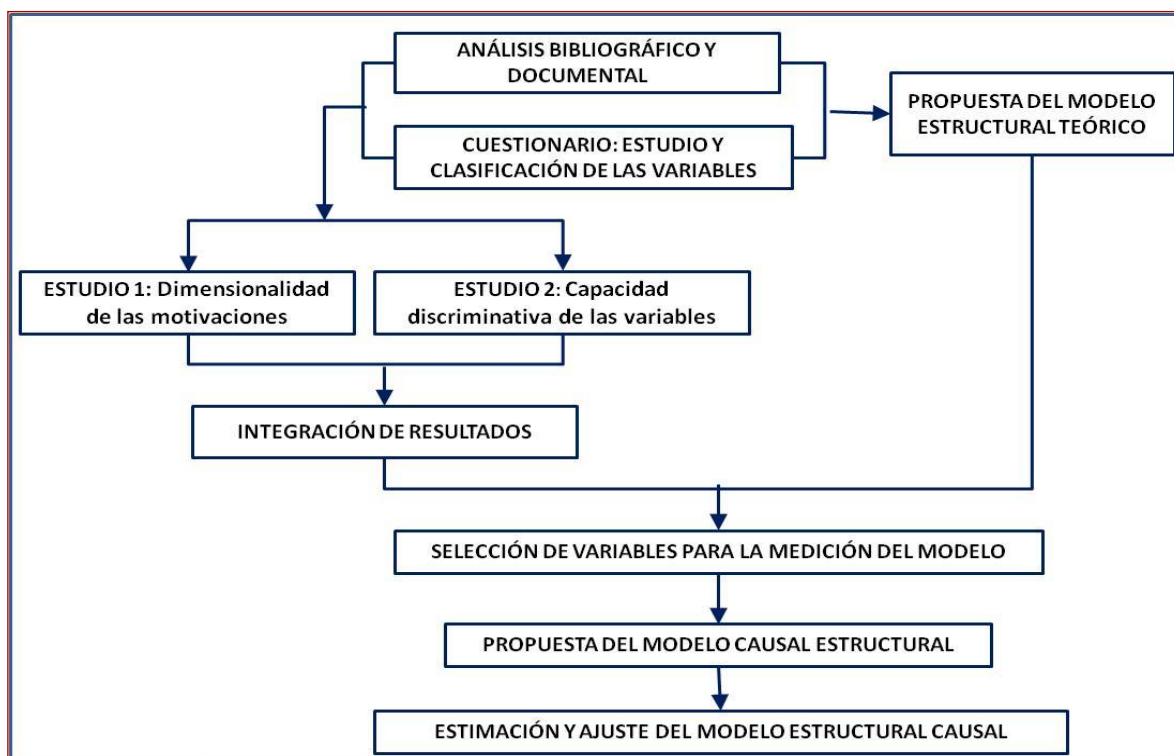 ANÁLISIS BIBLIOGRÁFICO Y
DOCUMENTAL
PROPUESTA DEL MODELO
ESTRUCTURAL TEÓRICO
CUESTIONARIO: ESTUDIO Y
CLASIFICACIÓN DE LAS VARIABLES
ESTUDIO 1: Dimensionalidad
de las motivaciones
ESTUDIO 2: Capacidad
discriminativa de las variables
INTEGRACIÓN DE RESULTADOS
SELECCIÓN DE VARIABLES PARA LA MEDICIÓN DEL MODELO
PROPUESTA DEL MODELO CAUSAL ESTRUCTURAL
ESTIMACIÓN Y AJUSTE DEL MODELO ESTRUCTURAL CAUSAL